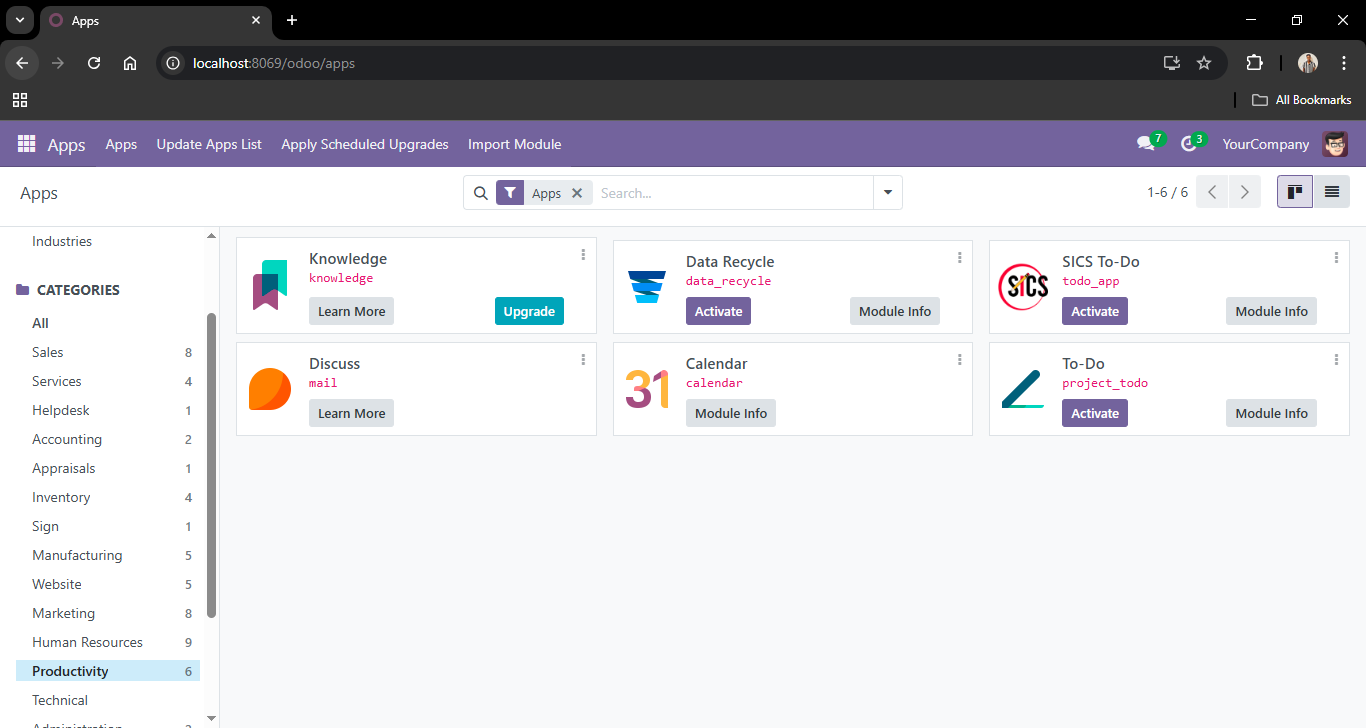 Apps
localhost:8069/odoo/apps
All Bookmarks
Apps Apps Update Apps List Apply Scheduled Upgrades Import Module 7 3 YourCompany
Apps Apps Search... 1-6 / 6
Industries
CATEGORIES
All
Sales 8
Services 4
Helpdesk 1
Accounting 2
Appraisals 1
Inventory 4
Sign 1
Manufacturing 5
Website 5
Marketing 8
Human Resources 9
Productivity 6
Technical
Knowledge
knowledge
Learn More Upgrade
Data Recycle
data_recycle
Activate Module Info
SICS
SICS To-Do
todo_app
Activate Module Info
Discuss
mail
Learn More
31
Calendar
calendar
Module Info
To-Do
project_todo
Activate Module Info